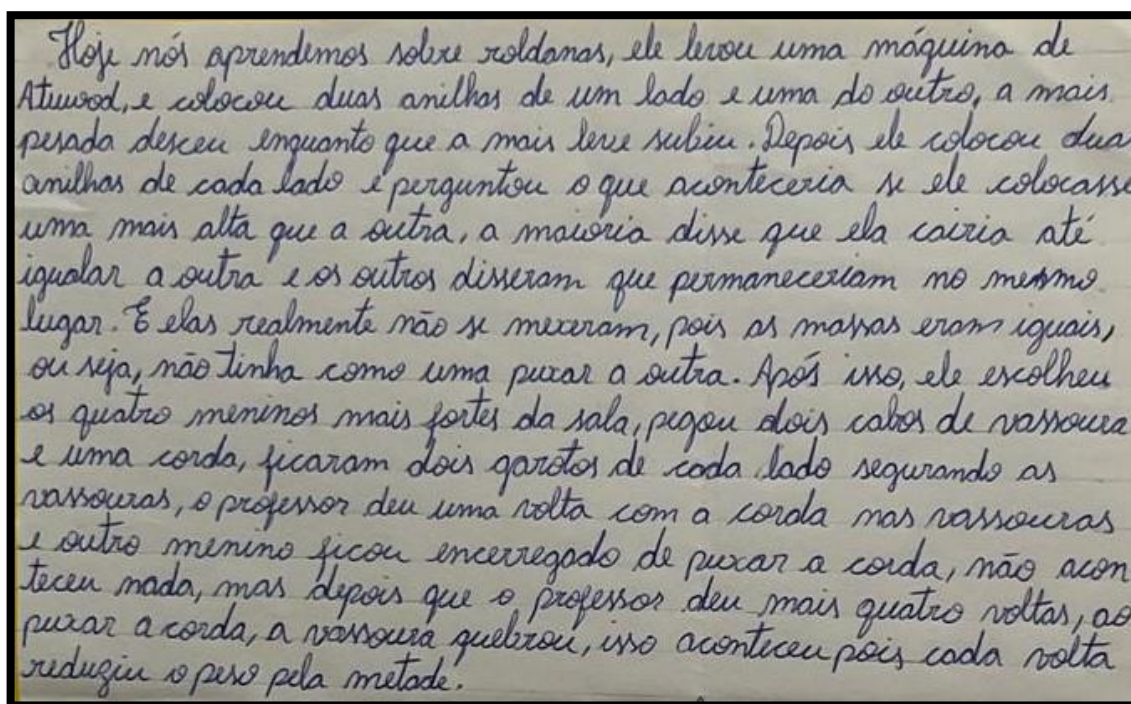 Hoje nós aprendemos sobre roldanas, ele levou uma máquina de
Atwood, e colocou duas anilhas de um lado e uma do outro, a mais
pesada desceu enquanto que a mais leve subiu. Depois ele colocou dua
anilhas de cada lado e perguntou o que aconteceria se ele colocasse
uma mais alta que a outra, a maioria disse que ela cairia até
igualar a outra e os outros disseram que permaneceriam no mesmo
lugar. E elas realmente não se mexeram, pois as massas eram iguais,
ou seja, não tinha como uma puxar a outra. Após isso, ele escolheu
os quatro meninos mais fortes da sala, pegou dois cabos de vassoura
e uma corda, ficaram dois garotos de cada lado segurando as
vassouras, o professor deu uma volta com a corda nas vassouras
e outro menino ficou encerregado de puxar a corda, não acon
teceu nada, mas depois que o professor deu mais quatro voltas, ao
puxar a corda, a vassoura quebrou, isso aconteceu pois cada volta
reduziu o peso pela metade.